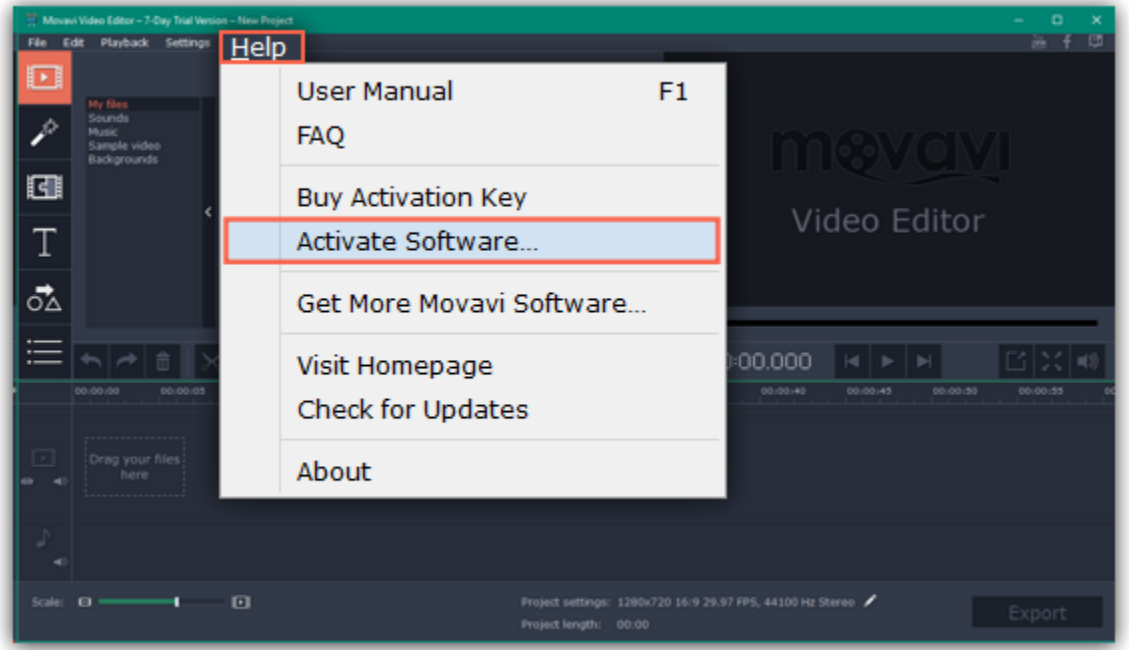 Movavi Video Editor – 7-Day Trial Version – New Project
File Edit Playback Settings Help
User Manual F1
FAQ
Buy Activation Key
Activate Software...
Get More Movavi Software...
Visit Homepage
Check for Updates
About
My files
Sounds
Music
Sample video
Backgrounds
movavi
Video Editor
T
:00.000
00:00:00 00:00:05 00:00:40 00:00:45 00:00:50 00:00:55
Drag your files
here
Scale:
Project settings: 1280x720 16:9 29.97 FPS, 44100 Hz Stereo
Project length: 00:00
Export